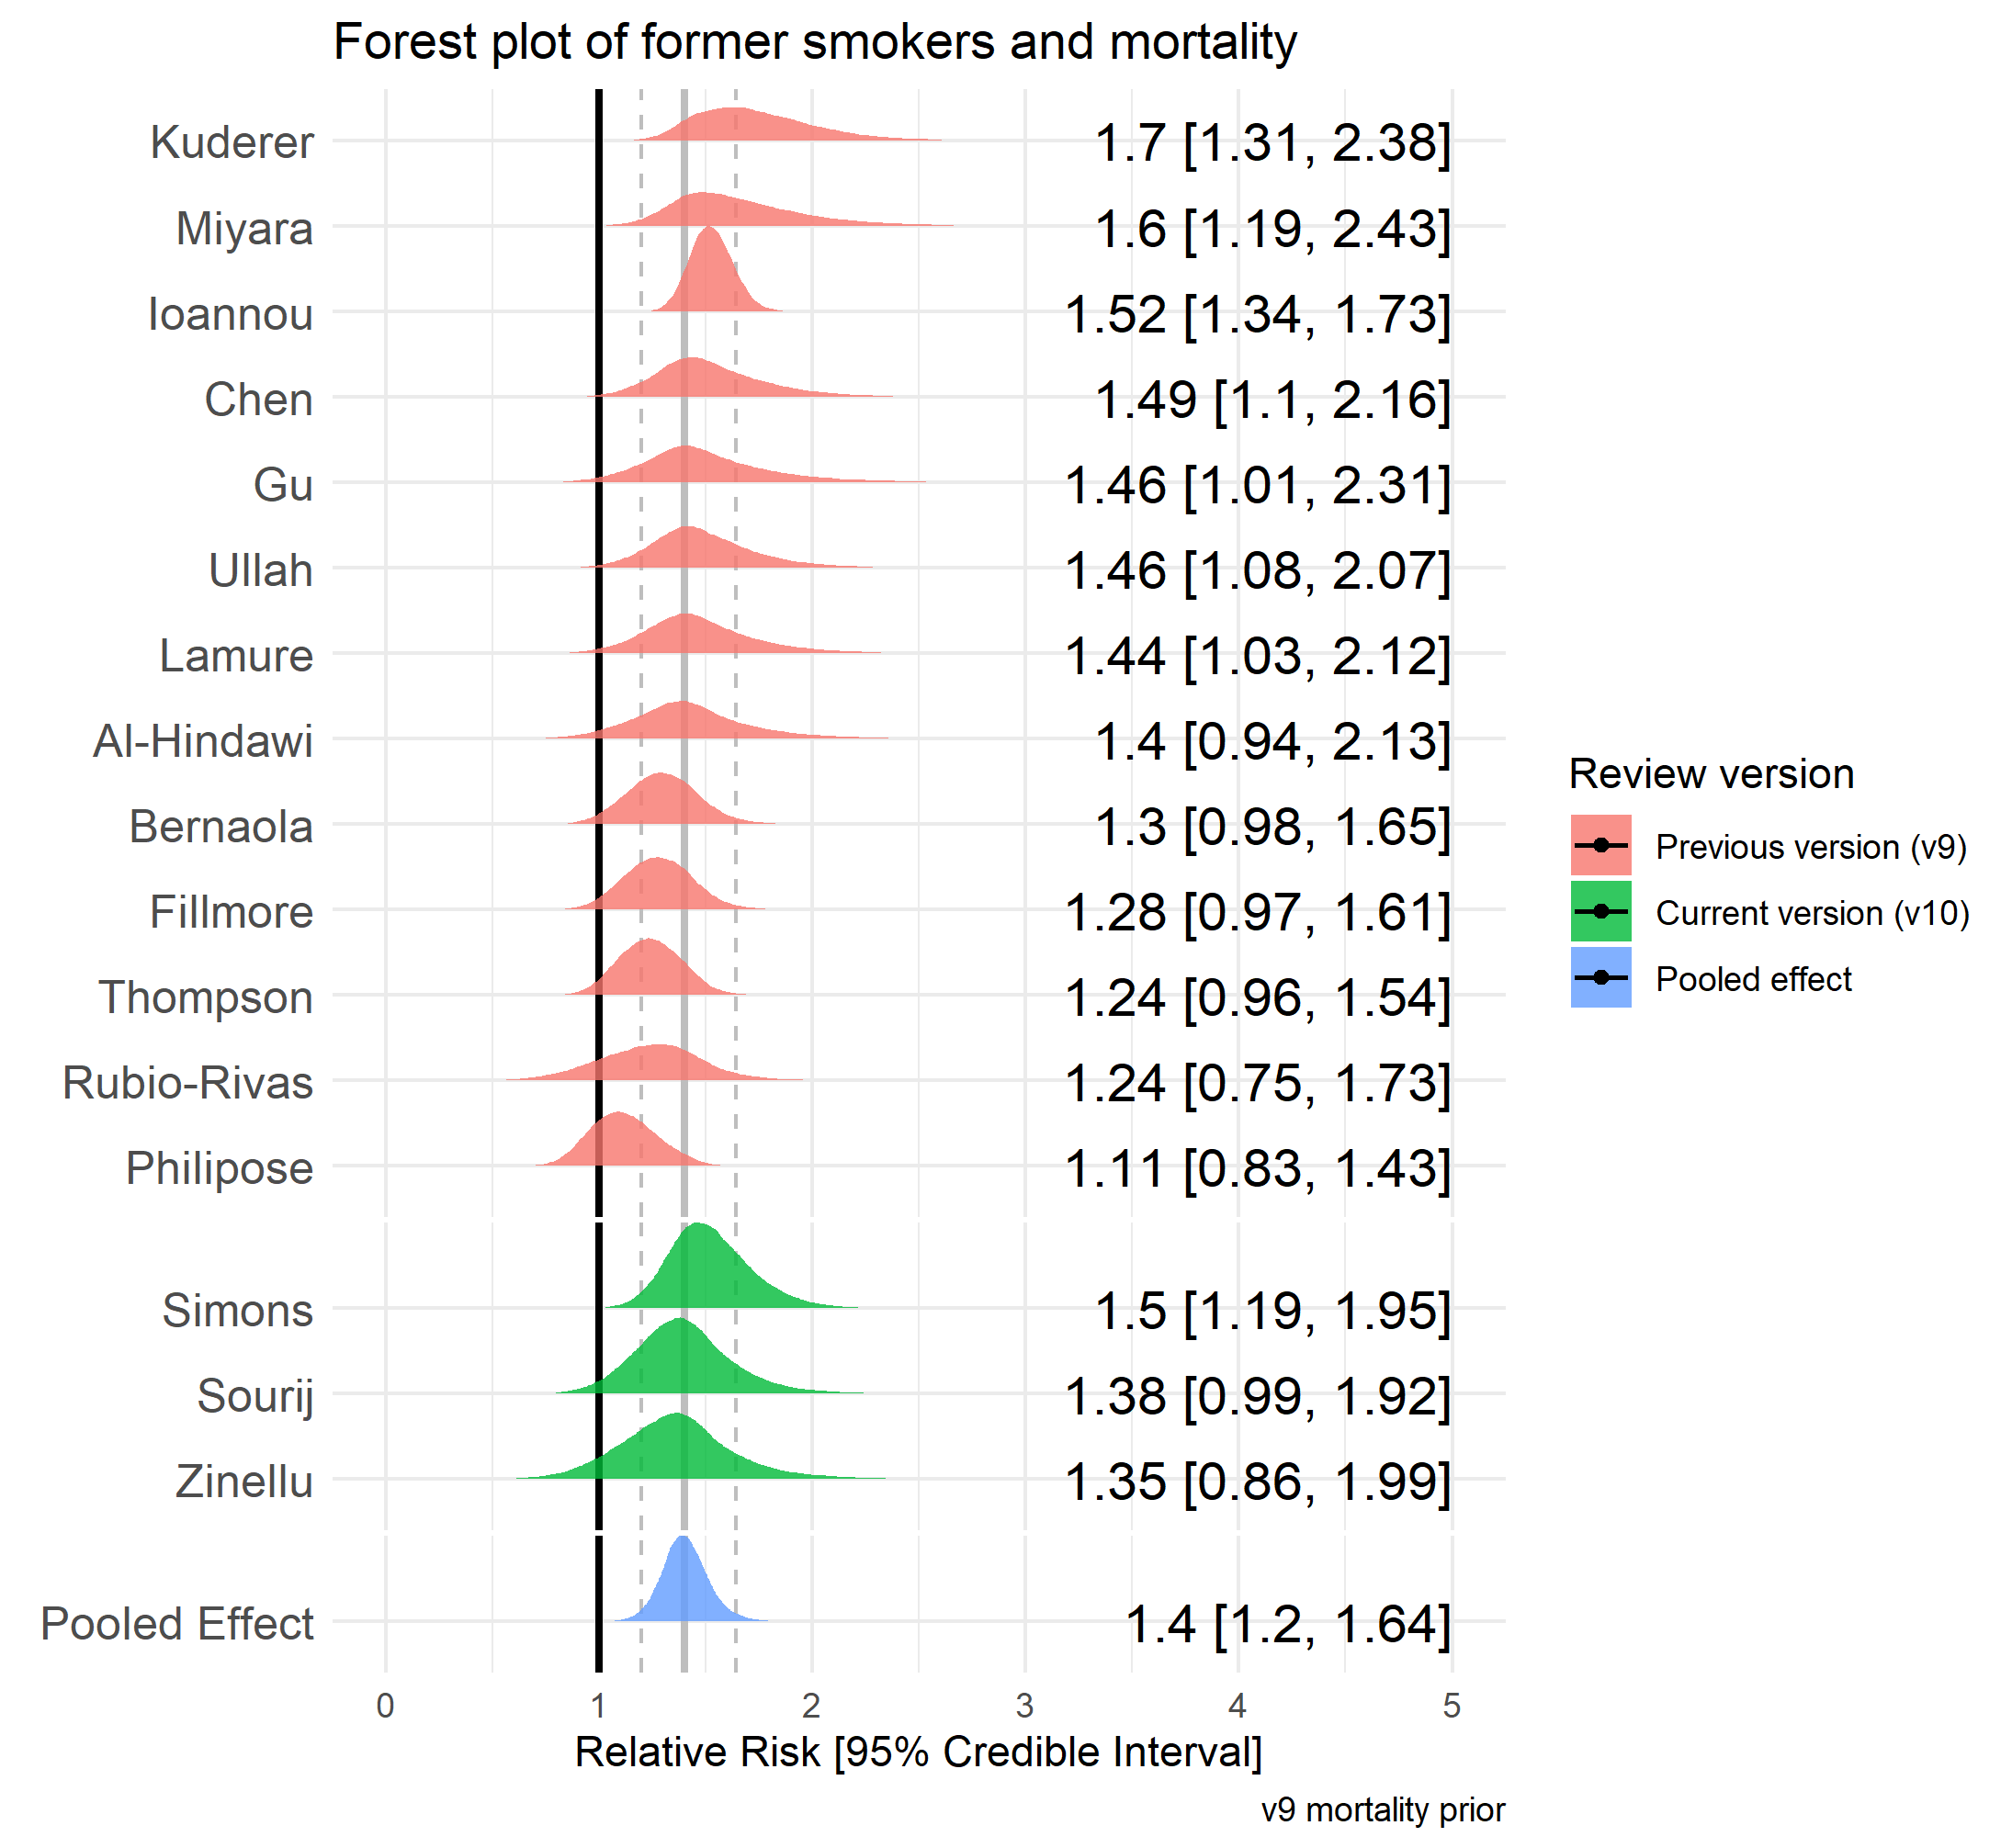 Forest plot of former smokers and mortality
Kuderer 1.7 [1.31, 2.38]
Miyara 1.6 [1.19, 2.43]
Ioannou 1.52 [1.34, 1.73]
Chen 1.49 [1.1, 2.16]
Gu 1.46 [1.01, 2.31]
Ullah 1.46 [1.08, 2.07]
Lamure 1.44 [1.03, 2.12]
Al-Hindawi 1.4 [0.94, 2.13]
Bernaola 1.3 [0.98, 1.65]
Fillmore 1.28 [0.97, 1.61]
Thompson 1.24 [0.96, 1.54]
Rubio-Rivas 1.24 [0.75, 1.73]
Philipose 1.11 [0.83, 1.43]
Simons 1.5 [1.19, 1.95]
Sourij 1.38 [0.99, 1.92]
Zinellu 1.35 [0.86, 1.99]
Pooled Effect 1.4 [1.2, 1.64]
0 1 2 3 4 5
Relative Risk [95% Credible Interval]
v9 mortality prior
Review version
Previous version (v9)
Current version (v10)
Pooled effect